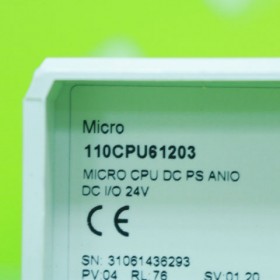 Micro
110CPU61203
MICRO CPU DC PS ANIO
DC I/O 24V
CE
SN: 31061436293
PV:04 RL:76 SV:01.20